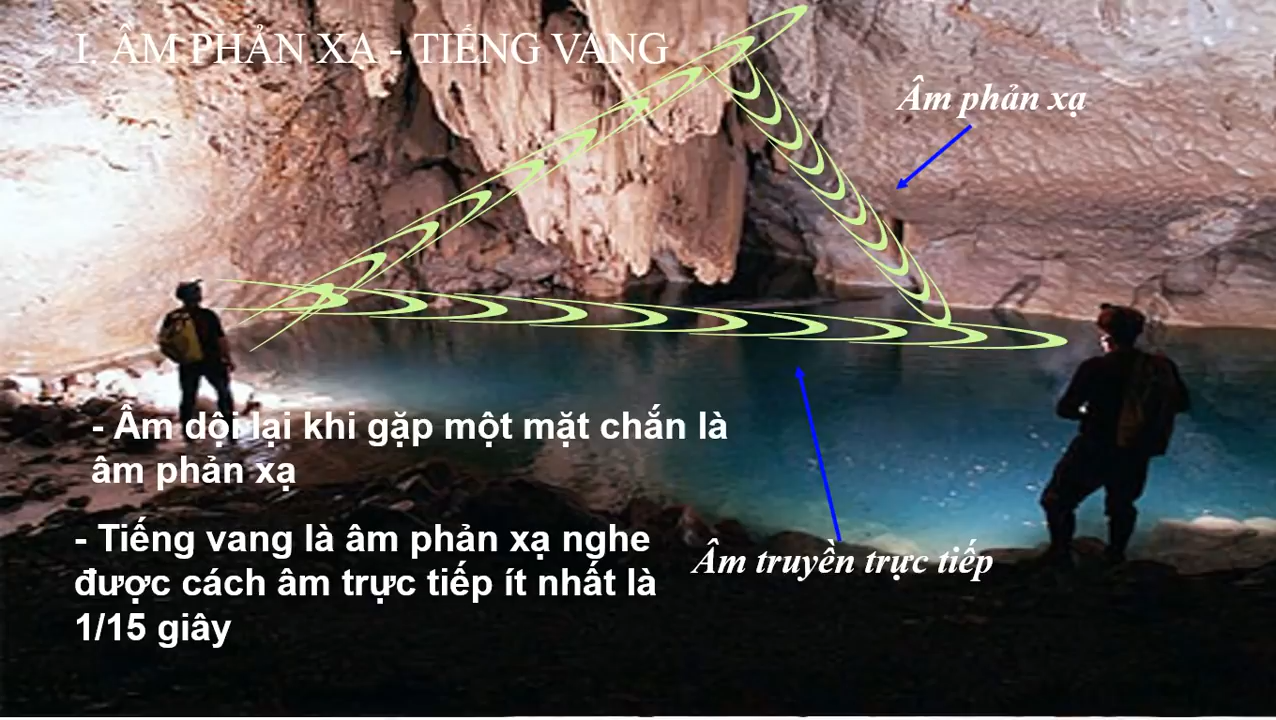 I. ÂM PHẢN XẠ - TIẾNG VANG
Âm phản xạ
- Âm dội lại khi gặp một mặt chắn là
âm phản xạ
- Tiếng vang là âm phản xạ nghe
được cách âm trực tiếp ít nhất là
1/15 giây
Âm truyền trực tiếp